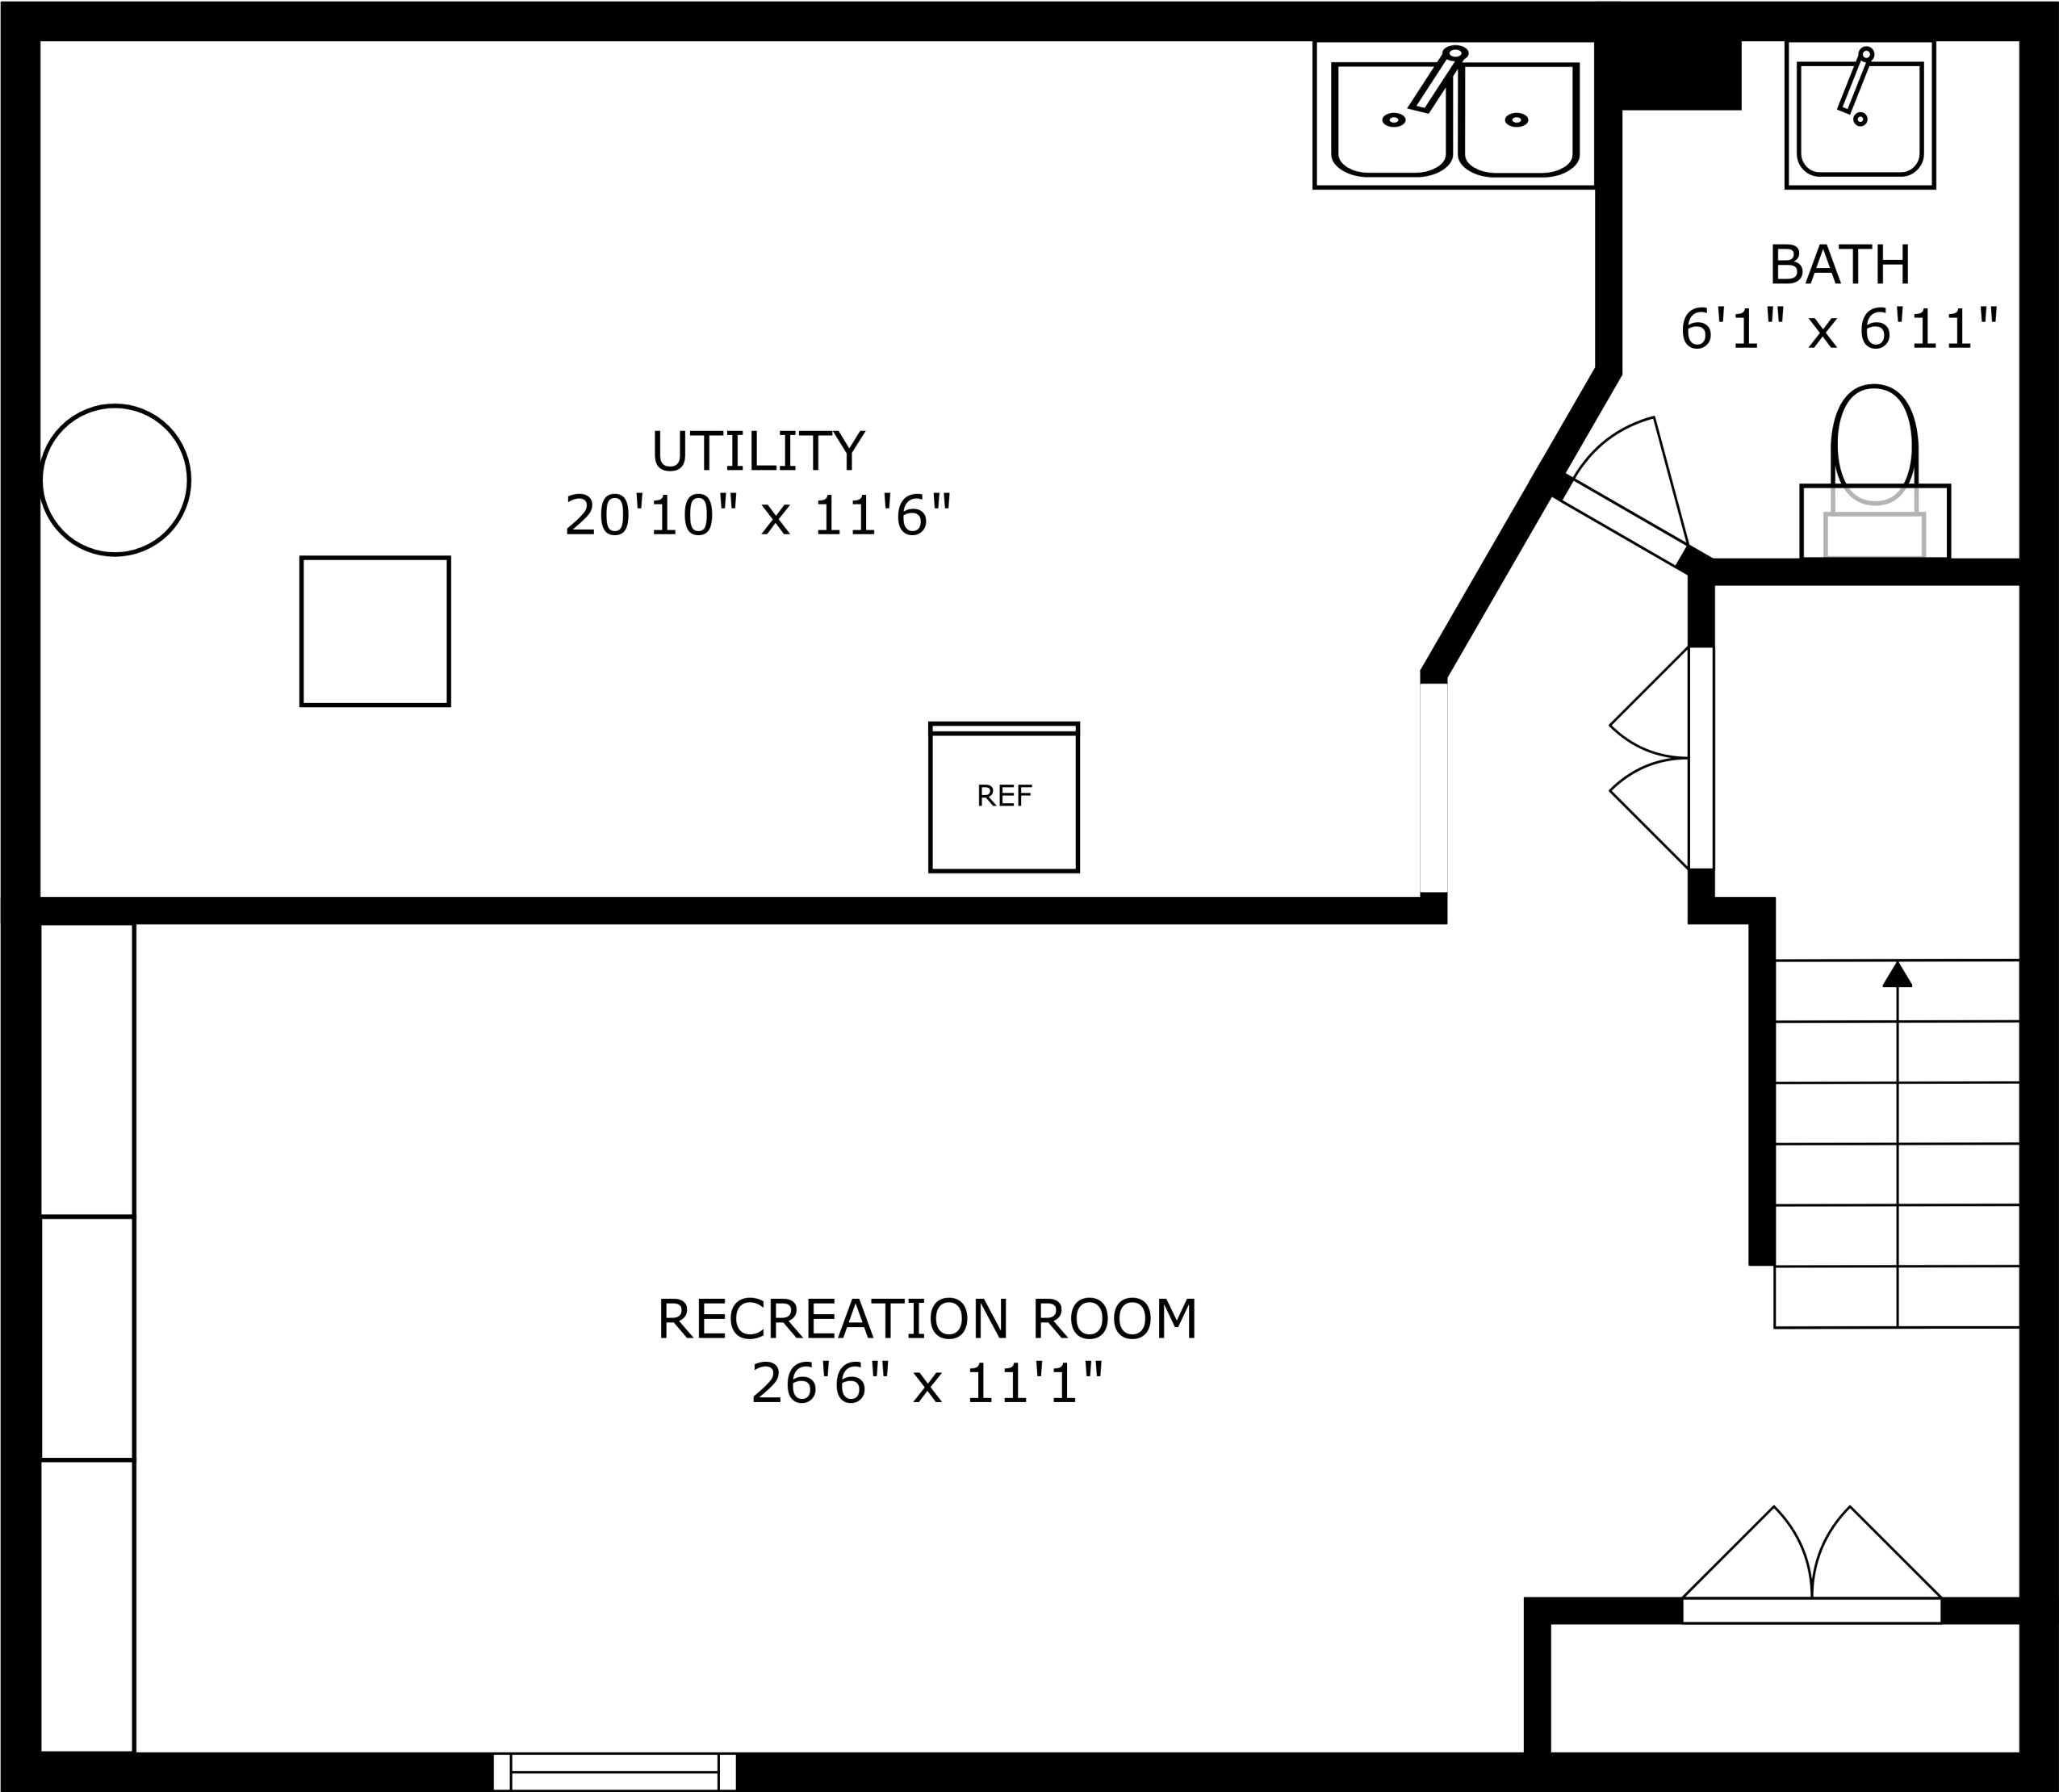 BATH
6'1" x 6'11"
UTILITY
20'10" x 11'6"
REF
RECREATION ROOM
26'6" x 11'1"